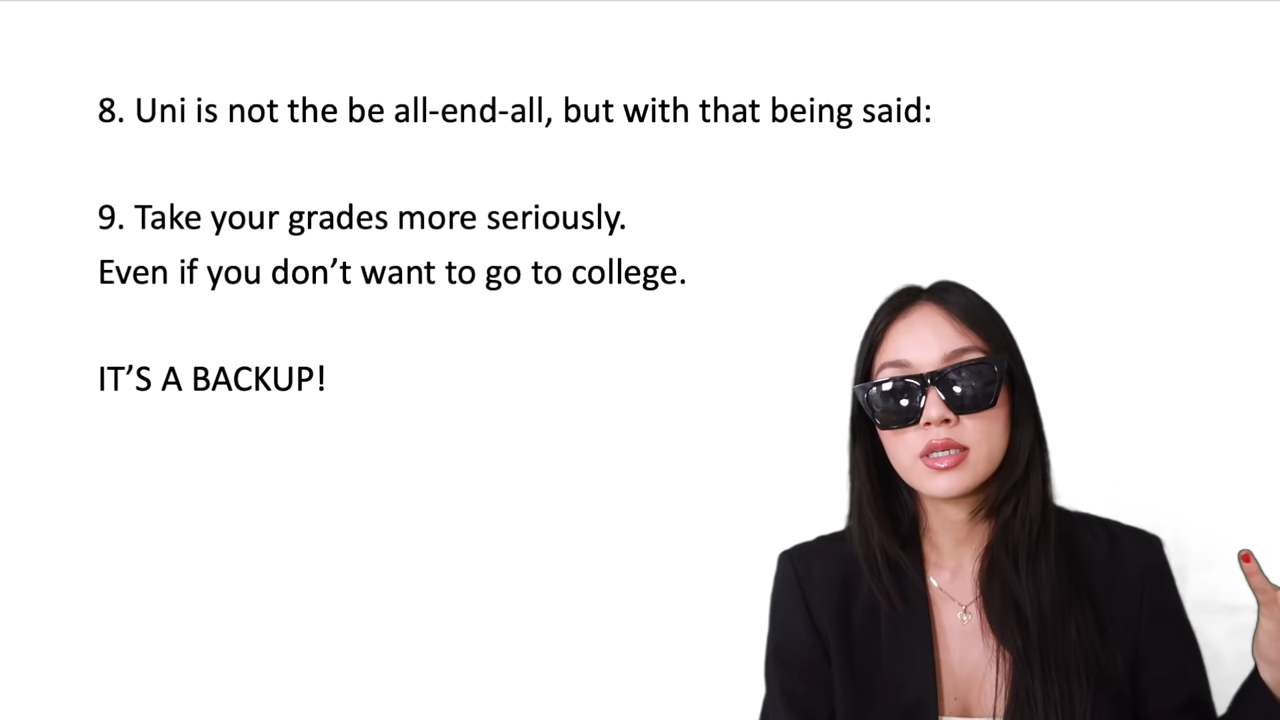 8. Uni is not the be all-end-all, but with that being said:
9. Take your grades more seriously.
Even if you don’t want to go to college.
IT’S A BACKUP!